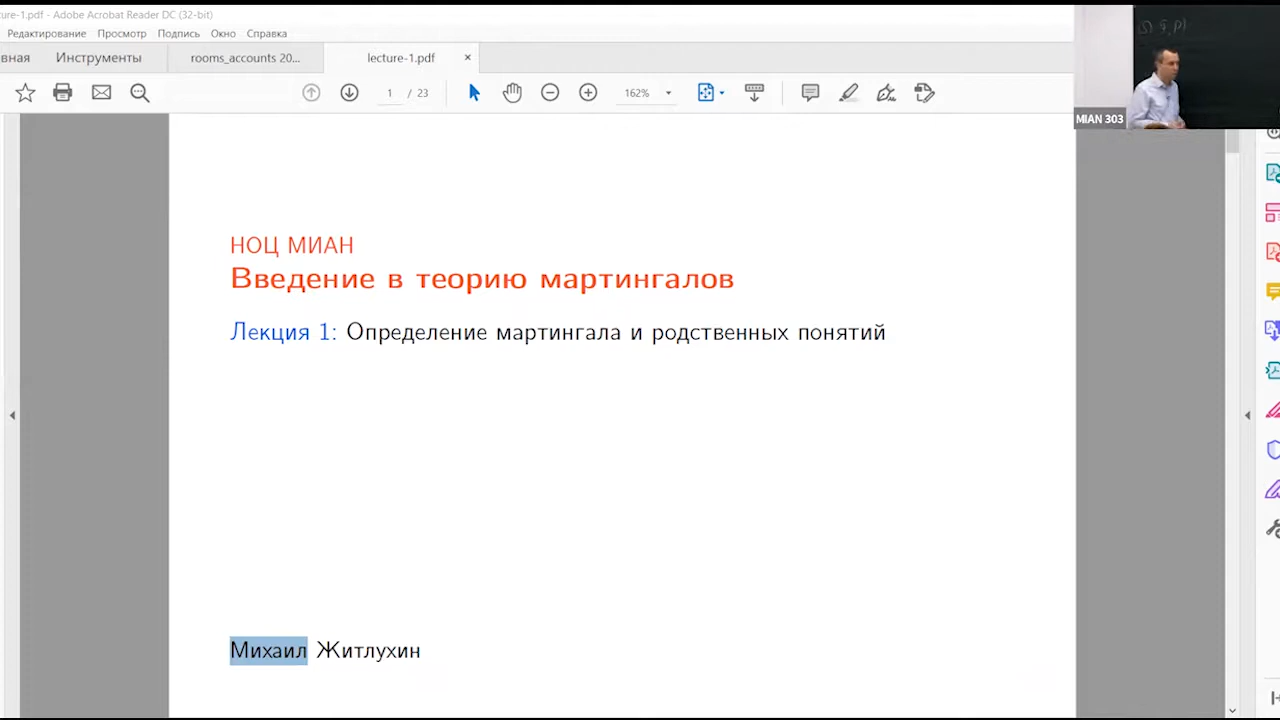 ure-1.pdf - Adobe Acrobat Reader DC (32-bit)
Редактирование Просмотр Подпись Окно Справка
вная Инструменты rooms_accounts 20... lecture-1.pdf ×
1 / 23 162%
MIAN 303
НОЦ МИАН
Введение в теорию мартингалов
Лекция 1: Определение мартингала и родственных понятий
Михаил Житлухин